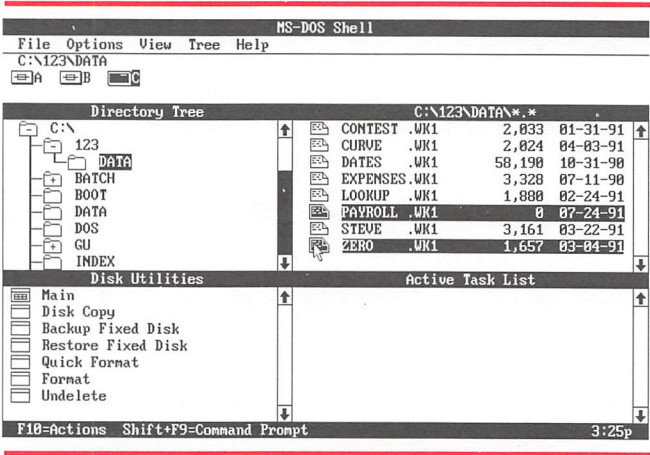 MS-DOS Shell
File Options View Tree Help
C:\123\DATA
A B C
Directory Tree
C:\
123
DATA
BATCH
BOOT
DATA
DOS
GU
INDEX
C:\123\DATA\*.*
CONTEST .WK1 2,033 01-31-91
CURVE .WK1 2,024 04-03-91
DATES .WK1 58,190 10-31-90
EXPENSES.WK1 3,328 07-11-90
LOOKUP .WK1 1,880 02-24-91
PAYROLL .WK1 0 07-24-91
STEVE .WK1 3,161 03-22-91
ZERO .WK1 1,657 03-04-91
Disk Utilities
Main
Disk Copy
Backup Fixed Disk
Restore Fixed Disk
Quick Format
Format
Undelete
Active Task List
F10=Actions Shift+F9=Command Prompt 3:25p